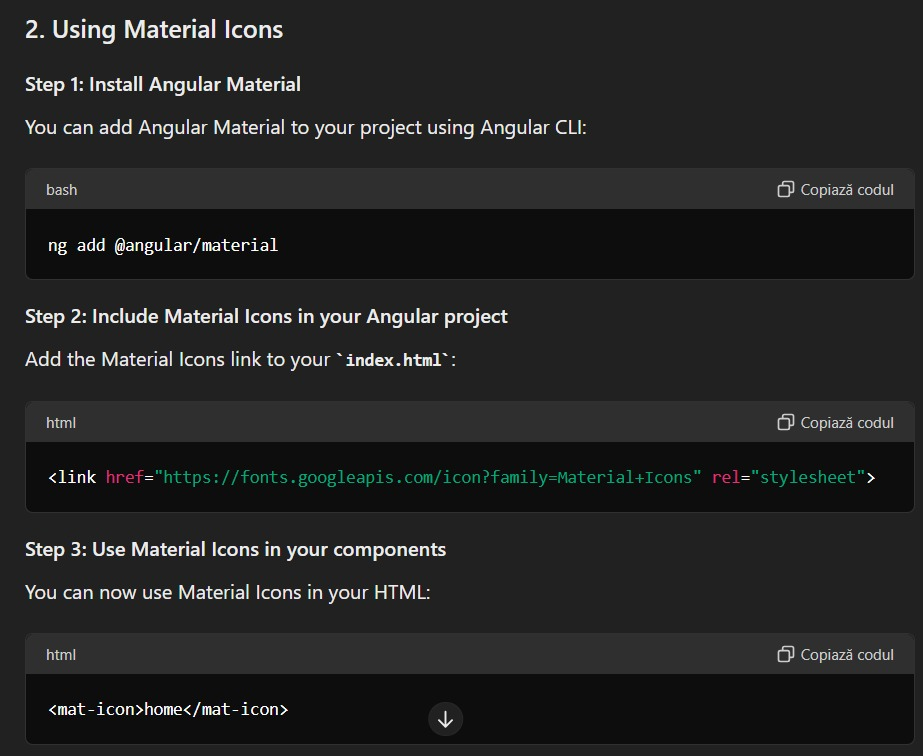 2. Using Material Icons
Step 1: Install Angular Material
You can add Angular Material to your project using Angular CLI:
bash
Copiază codul
ng add @angular/material
Step 2: Include Material Icons in your Angular project
Add the Material Icons link to your `index.html`:
html
Copiază codul
<link href="https://fonts.googleapis.com/icon?family=Material+Icons" rel="stylesheet">
Step 3: Use Material Icons in your components
You can now use Material Icons in your HTML:
html
Copiază codul
<mat-icon>home</mat-icon>